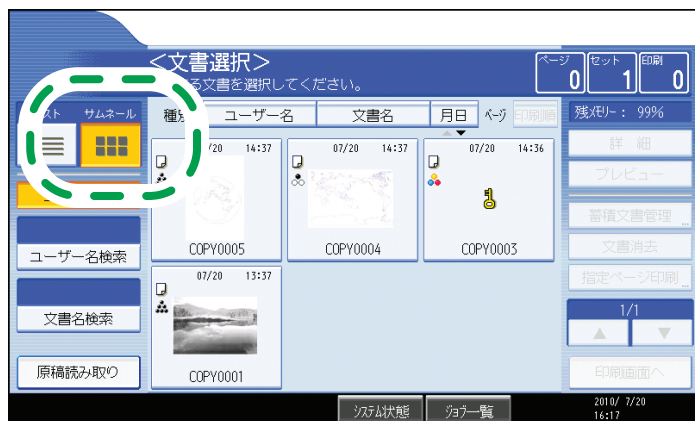 <文書選択>
る文書を選択してください。
ページ
0
セット
1
印刷
0
スト サムネール
種別 ユーザー名 文書名 月日 ページ 印刷順
残メモリー: 99%
/20 14:37
COPY0005
07/20 14:37
COPY0004
07/20 14:36
COPY0003
07/20 13:37
COPY0001
ユーザー名検索
文書名検索
原稿読み取り
詳 細
プレビュー
蓄積文書管理
文書消去
指定ページ印刷
1/1
印刷画面へ
システム状態
ジョブ一覧
2010/ 7/20
16:17